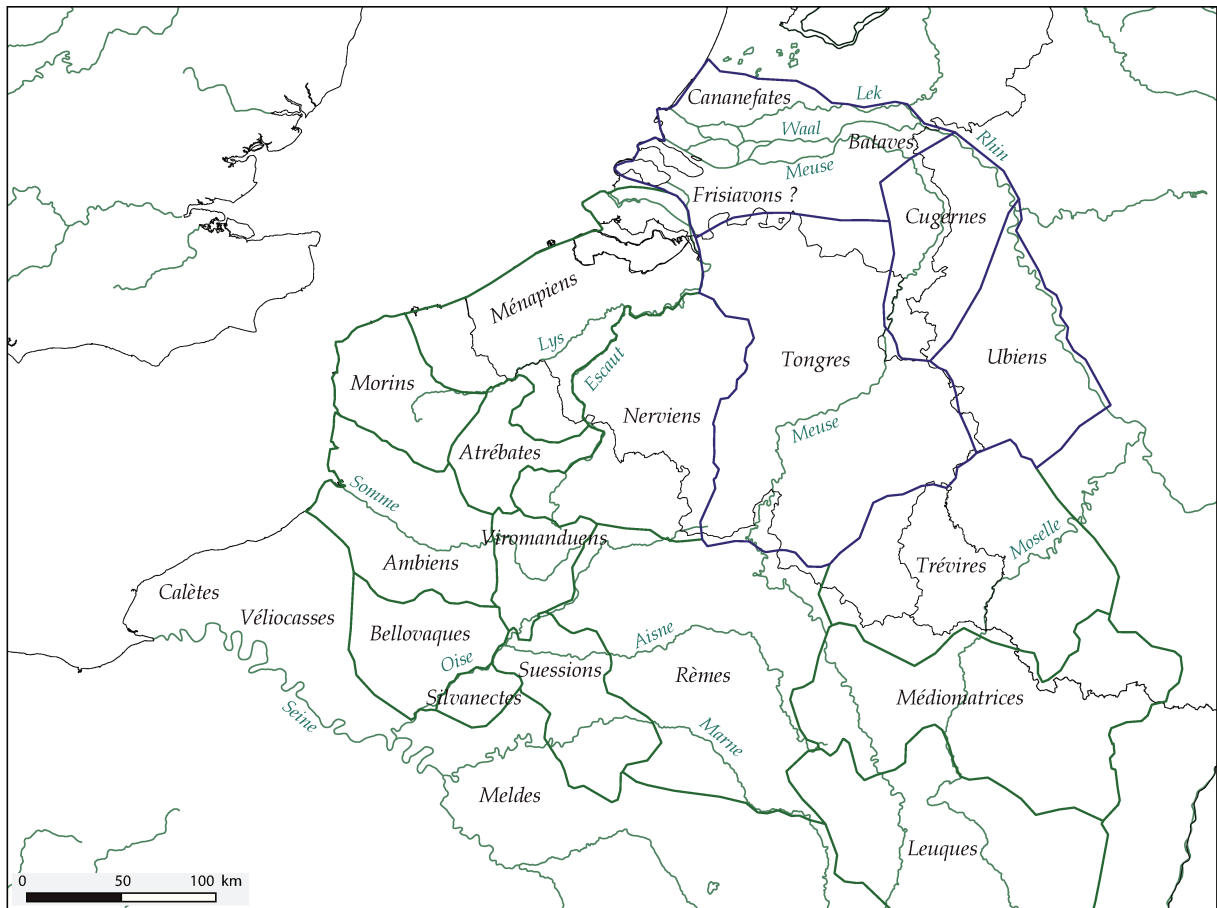 Cananefates
Lek
Waal
Bataves
Rhin
Meuse
Frisiavons ?
Cugernes
Ménapiens
Lys
Escaut
Tongres
Ubiens
Morins
Nerviens
Meuse
Atrébates
Somme
Viromanduens
Moselle
Ambiens
Trévires
Calètes
Véliocasses
Bellovaques
Aisne
Oise
Suessions
Rèmes
Silvanectes
Médiomatrices
Seine
Marne
Meldes
Leuques
0 50 100 km